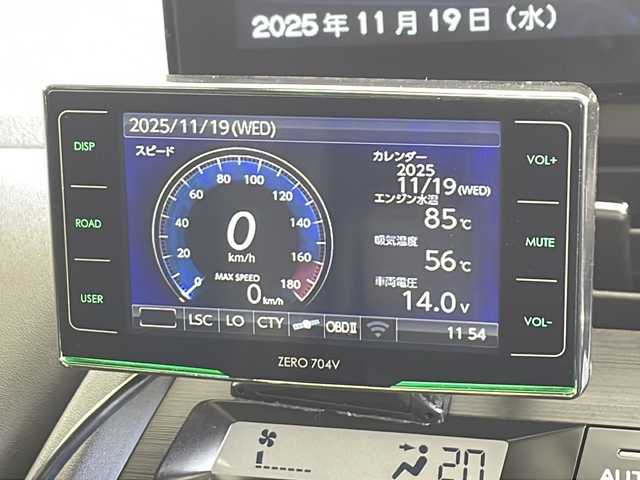 2025年11月19日（水）
2025/11/19(WED)
スピード
カレンダー
2025
11/19(WED)
エンジン水温
85℃
吸気温度
56℃
車両電圧
14.0V
0
20
40
60
80
100
120
140
160
180
0
km/h
MAX SPEED
0 km/h
LSC
LO
CTY
OBDⅡ
11:54
DISP
ROAD
USER
VOL+
MUTE
VOL-
ZERO 704V
20
AUT